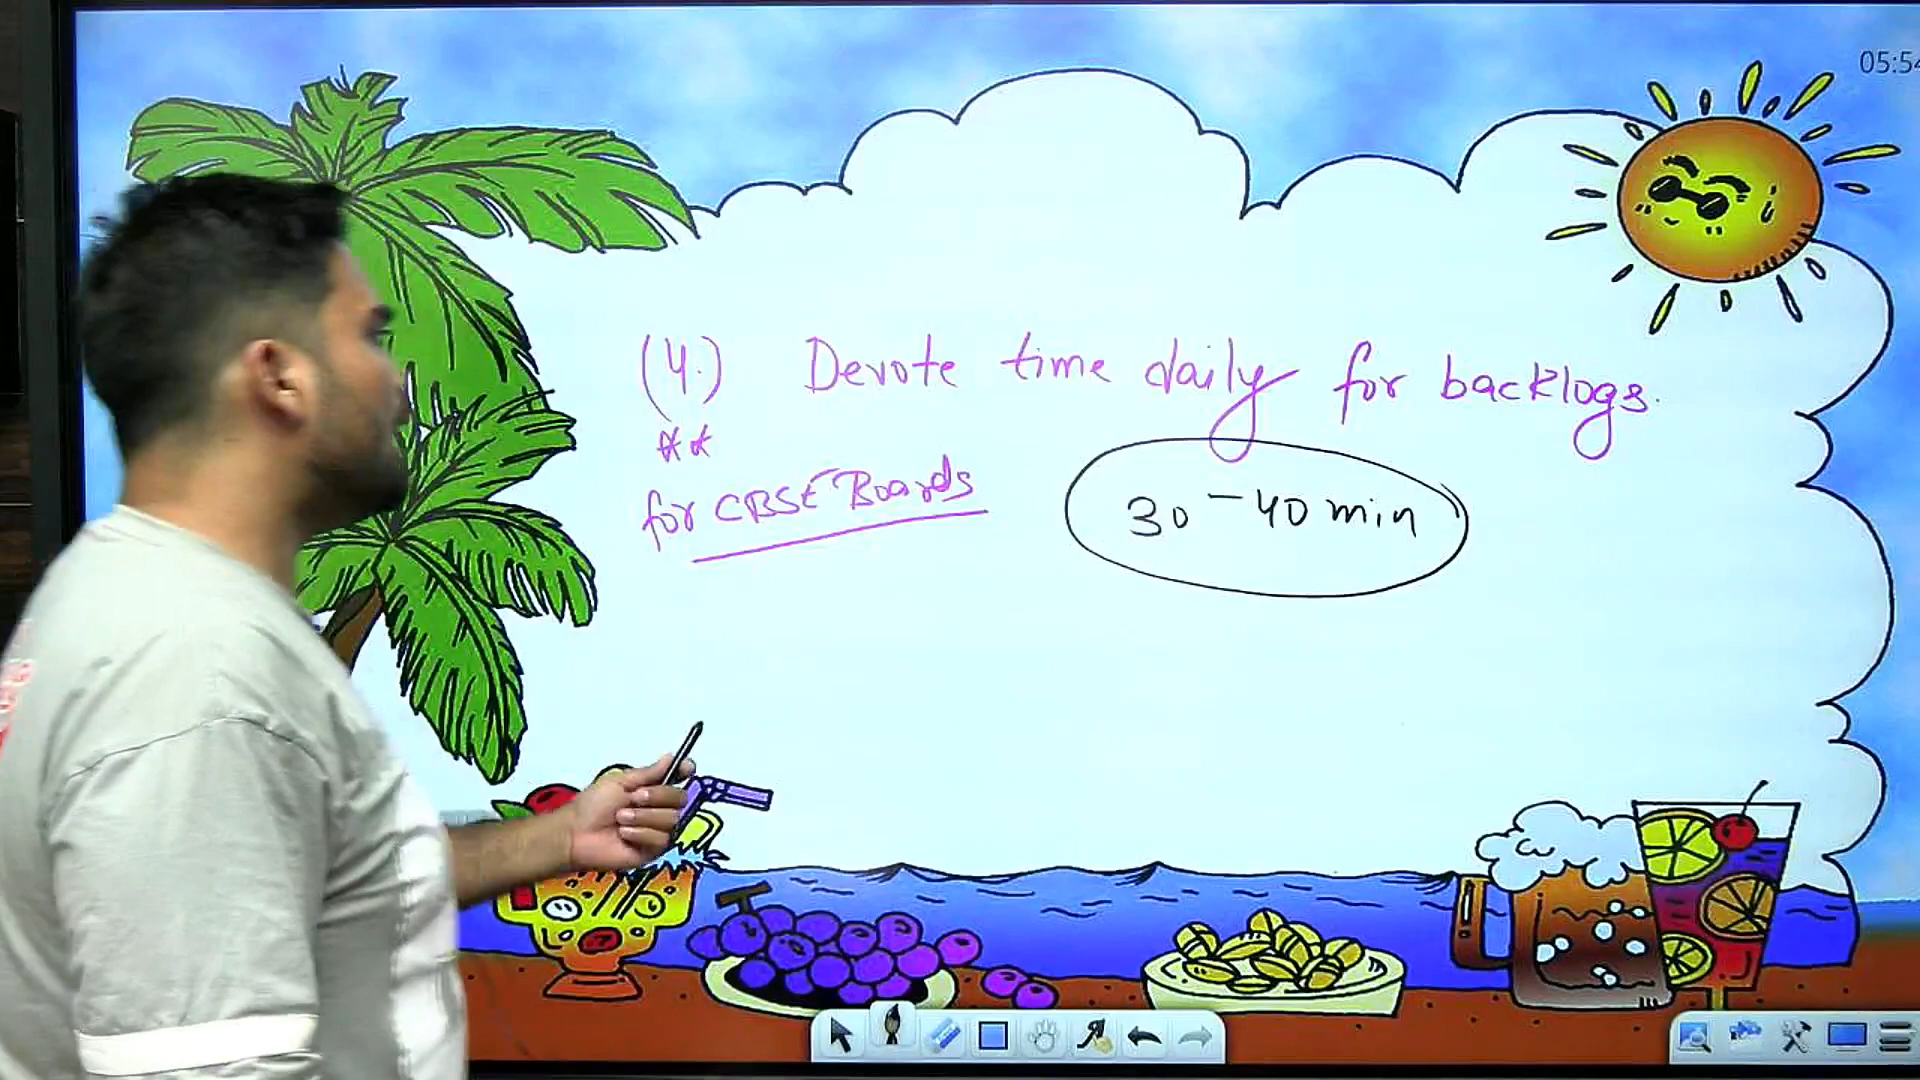 05:54
(4.) Devote time daily for backlogs.
**
for CBSE Boards
30-40 min